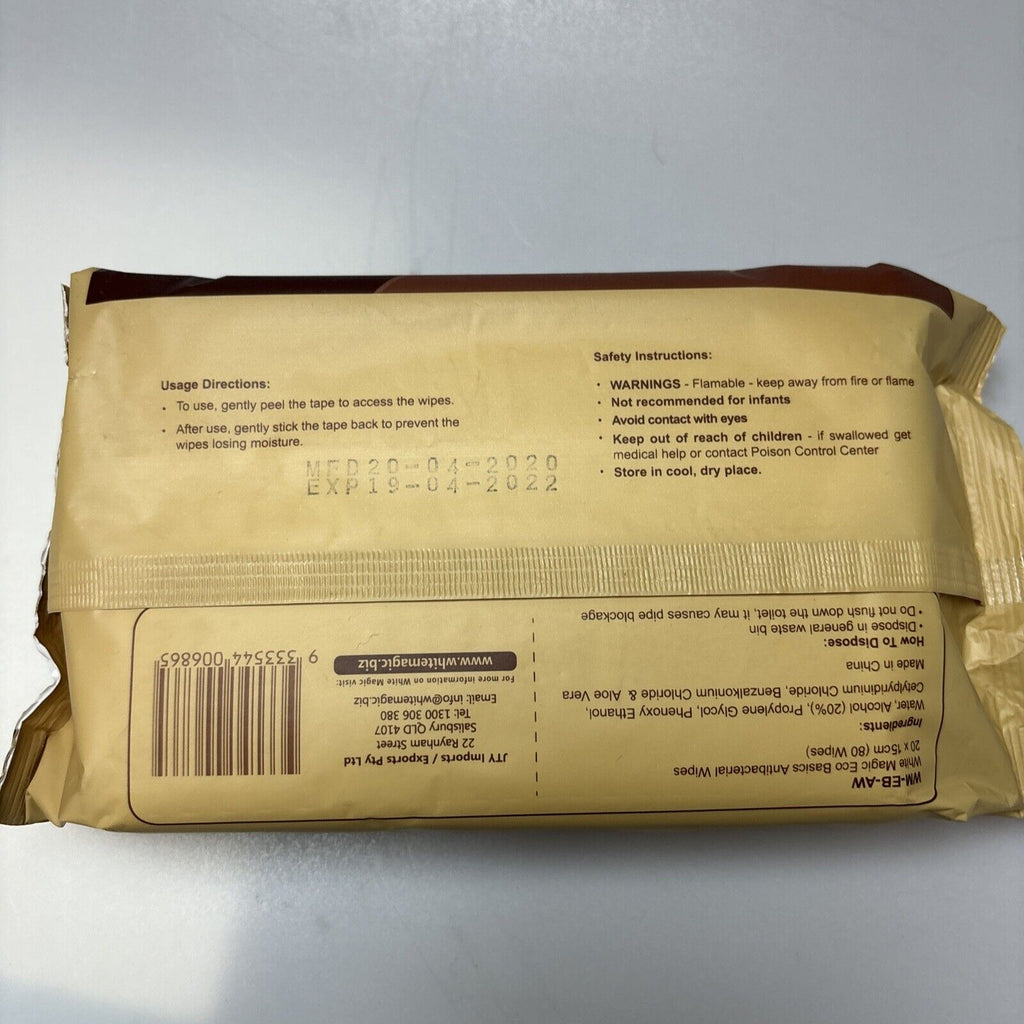 Usage Directions:
• To use, gently peel the tape to access the wipes.
• After use, gently stick the tape back to prevent the
wipes losing moisture.
MFD20-04-2020
EXP19-04-2022
Safety Instructions:
• WARNINGS - Flamable - keep away from fire or flame
• Not recommended for infants
• Avoid contact with eyes
• Keep out of reach of children - if swallowed get
medical help or contact Poison Control Center
• Store in cool, dry place.
WM-EB-AW
White Magic Eco Basics Antibacterial Wipes
20 x 15cm (80 Wipes)
Ingredients:
Water, Alcohol (20%), Propylene Glycol, Phenoxy Ethanol,
Cetylpyridinium Chloride, Benzalkonium Chloride & Aloe Vera
Made in China
How To Dispose:
• Dispose in general waste bin
• Do not flush down the toilet, it may causes pipe blockage
JTY Imports / Exports Pty Ltd
22 Raynham Street
Salisbury QLD 4107
Tel: 1300 306 380
Email: info@whitemagic.biz
For more information on White Magic visit:
www.whitemagic.biz
9 333544 006865